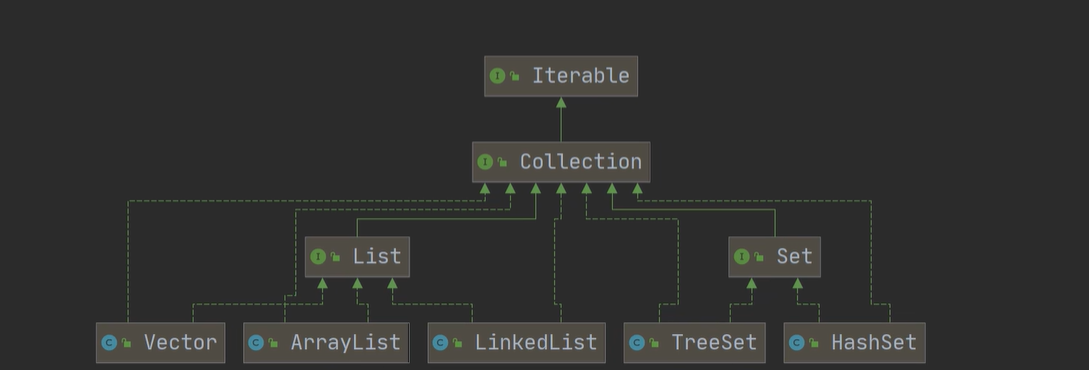 Iterable
Collection
List
Set
Vector
ArrayList
LinkedList
TreeSet
HashSet